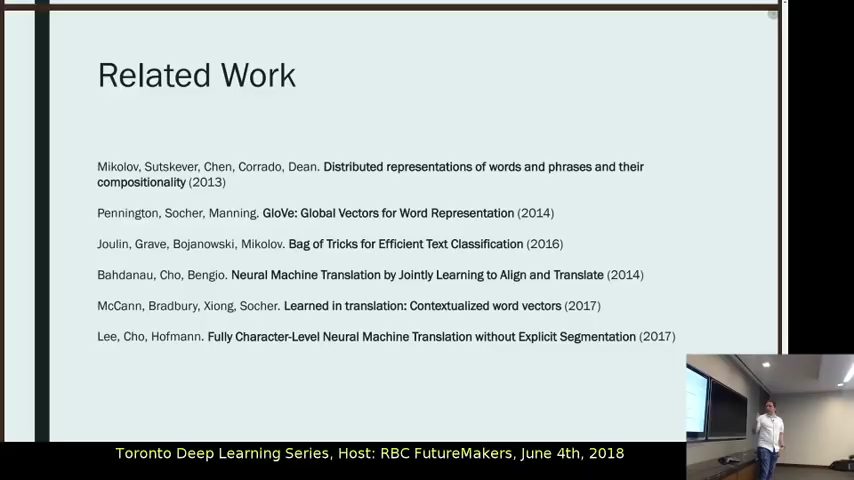 Related Work
Mikolov, Sutskever, Chen, Corrado, Dean. Distributed representations of words and phrases and their
compositionality (2013)
Pennington, Socher, Manning. GloVe: Global Vectors for Word Representation (2014)
Joulin, Grave, Bojanowski, Mikolov. Bag of Tricks for Efficient Text Classification (2016)
Bahdanau, Cho, Bengio. Neural Machine Translation by Jointly Learning to Align and Translate (2014)
McCann, Bradbury, Xiong, Socher. Learned in translation: Contextualized word vectors (2017)
Lee, Cho, Hofmann. Fully Character-Level Neural Machine Translation without Explicit Segmentation (2017)
Toronto Deep Learning Series, Host: RBC FutureMakers, June 4th, 2018